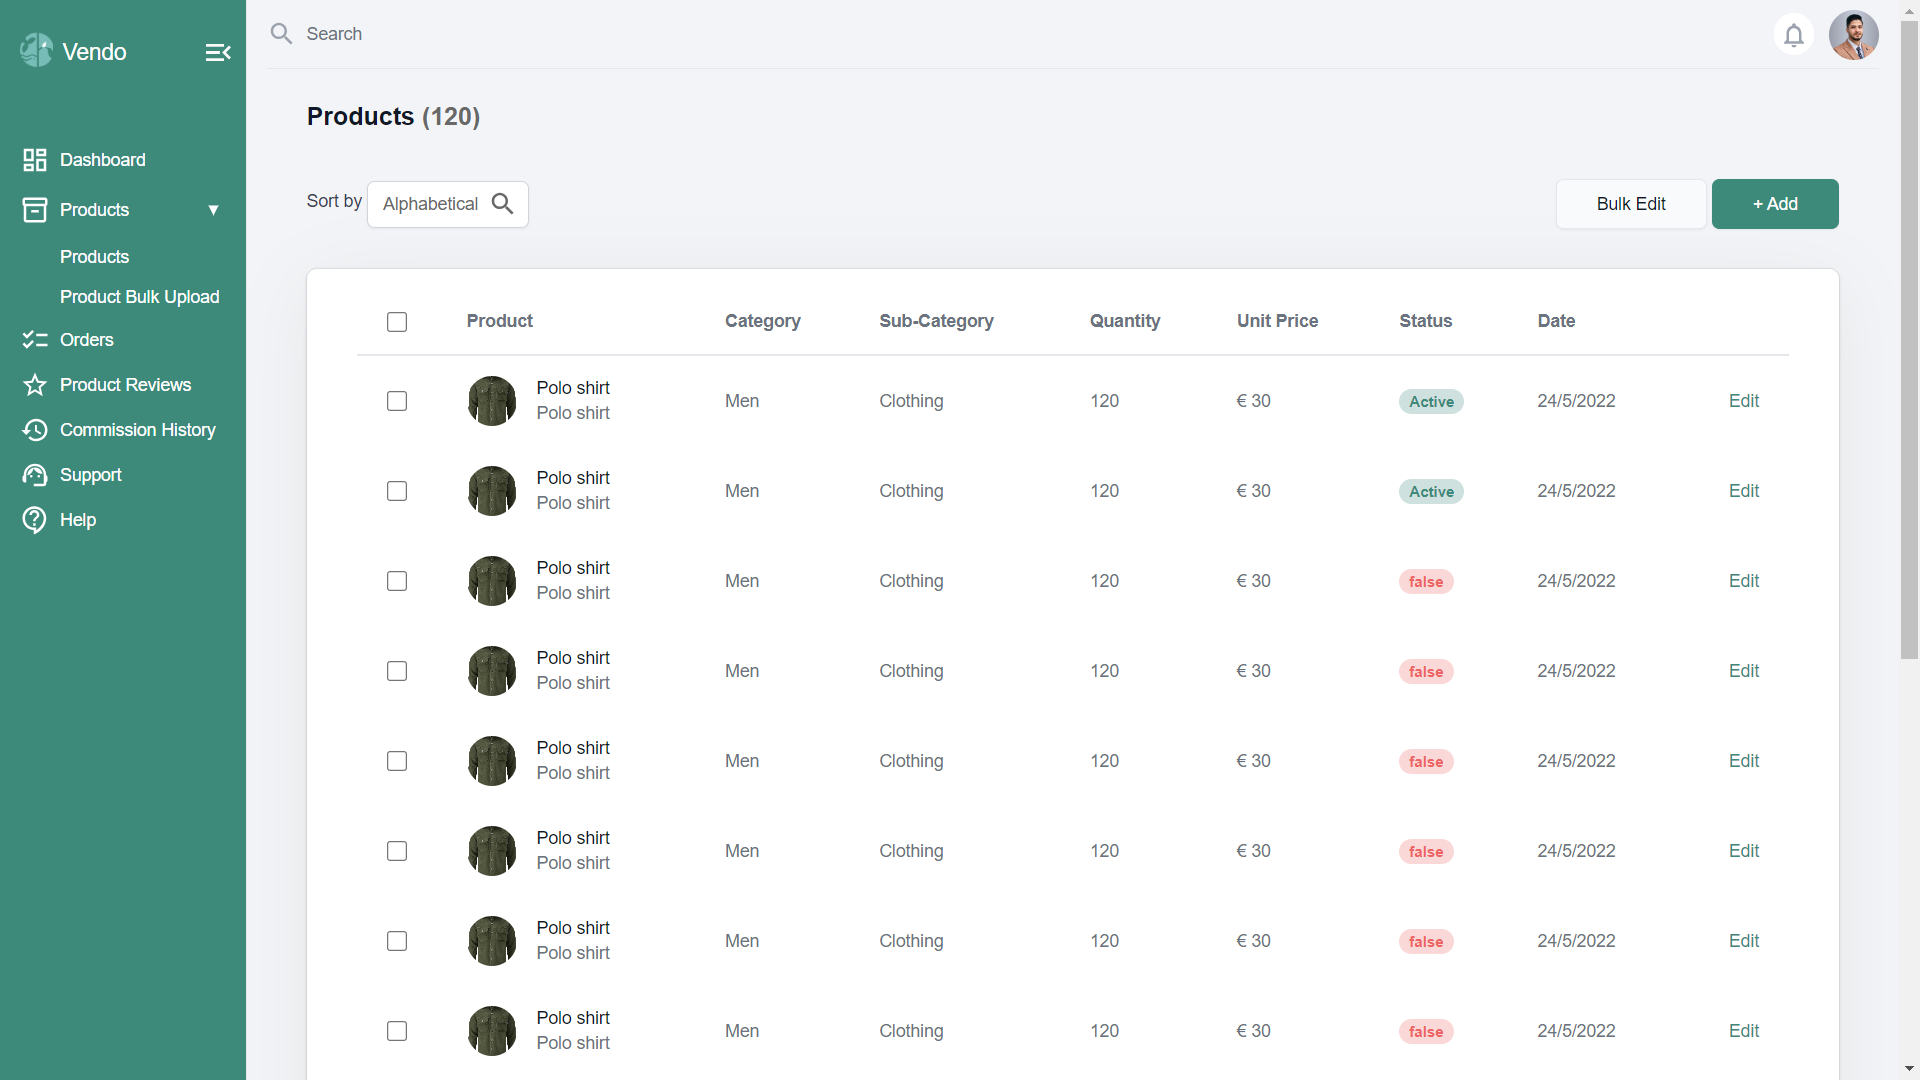 Vendo
Search
Dashboard
Products ▼
Products
Product Bulk Upload
Orders
Product Reviews
Commission History
Support
Help
Products (120)
Sort by Alphabetical
Bulk Edit
+ Add
Product Category Sub-Category Quantity Unit Price Status Date
Polo shirt
Polo shirt
Men Clothing 120 € 30 Active 24/5/2022 Edit
Polo shirt
Polo shirt
Men Clothing 120 € 30 Active 24/5/2022 Edit
Polo shirt
Polo shirt
Men Clothing 120 € 30 false 24/5/2022 Edit
Polo shirt
Polo shirt
Men Clothing 120 € 30 false 24/5/2022 Edit
Polo shirt
Polo shirt
Men Clothing 120 € 30 false 24/5/2022 Edit
Polo shirt
Polo shirt
Men Clothing 120 € 30 false 24/5/2022 Edit
Polo shirt
Polo shirt
Men Clothing 120 € 30 false 24/5/2022 Edit
Polo shirt
Polo shirt
Men Clothing 120 € 30 false 24/5/2022 Edit